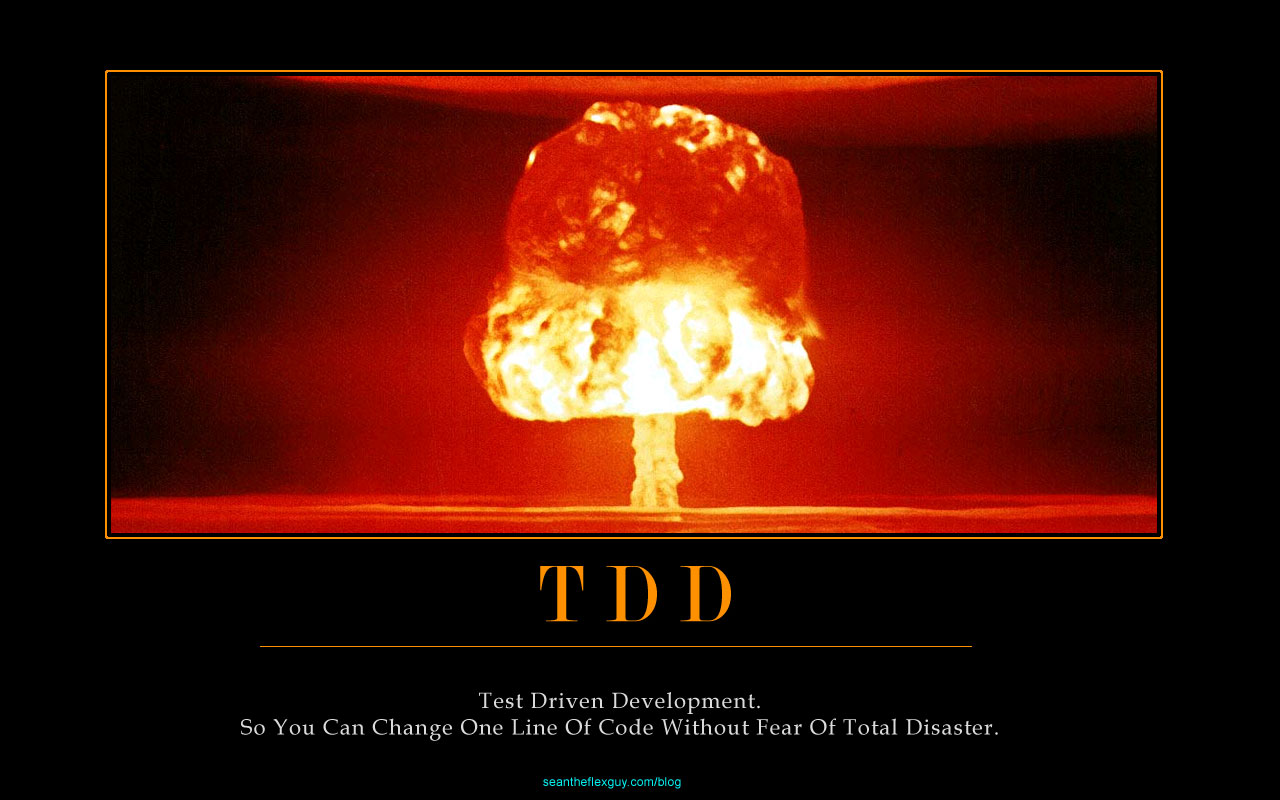 TDD
Test Driven Development.
So You Can Change One Line Of Code Without Fear Of Total Disaster.
seantheflexguy.com/blog